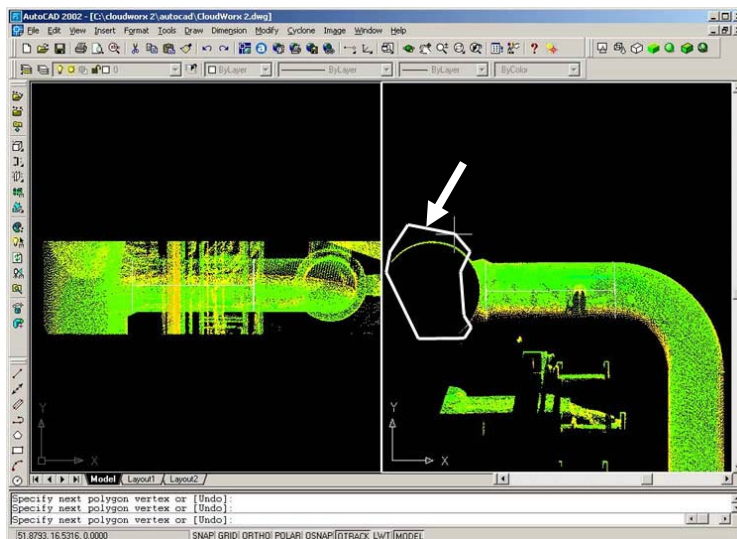 AutoCAD 2002 - [C:\cloudworx 2\autocad\CloudWorx 2.dwg]
File Edit View Insert Format Tools Draw Dimension Modify Cyclone Image Window Help
0 ByLayer ByLayer ByLayer ByColor
Y Y
X X
Model Layout1 Layout2
Specify next polygon vertex or [Undo]:
Specify next polygon vertex or [Undo]:
Specify next polygon vertex or [Undo]:
51.8793, 16.5316, 0.0000 SNAP GRID ORTHO POLAR OSNAP OTRACK LWT MODEL